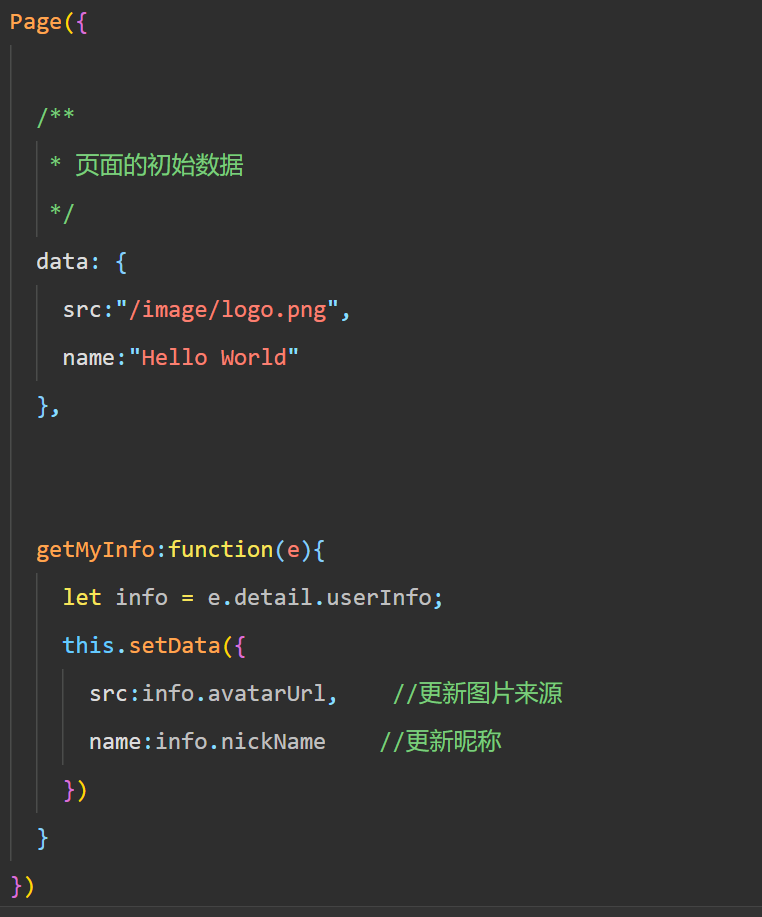 Page({
/**
* 页面的初始数据
*/
data: {
src:"/image/logo.png",
name:"Hello World"
},
getMyInfo:function(e){
let info = e.detail.userInfo;
this.setData({
src:info.avatarUrl,    //更新图片来源
name:info.nickName    //更新昵称
})
}
})